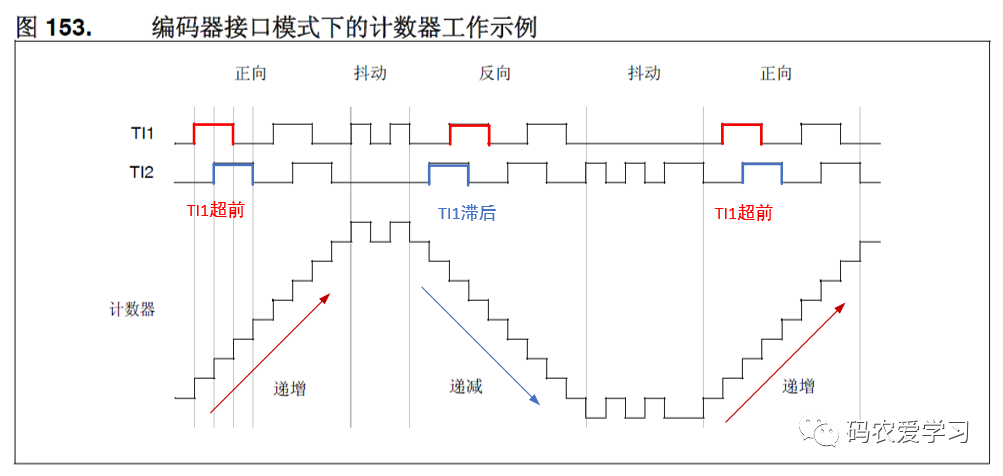 图 153. 编码器接口模式下的计数器工作示例
正向 抖动 反向 抖动 正向
TI1
TI2
TI1超前 TI1滞后 TI1超前
计数器
递增 递减 递增
码农爱学习